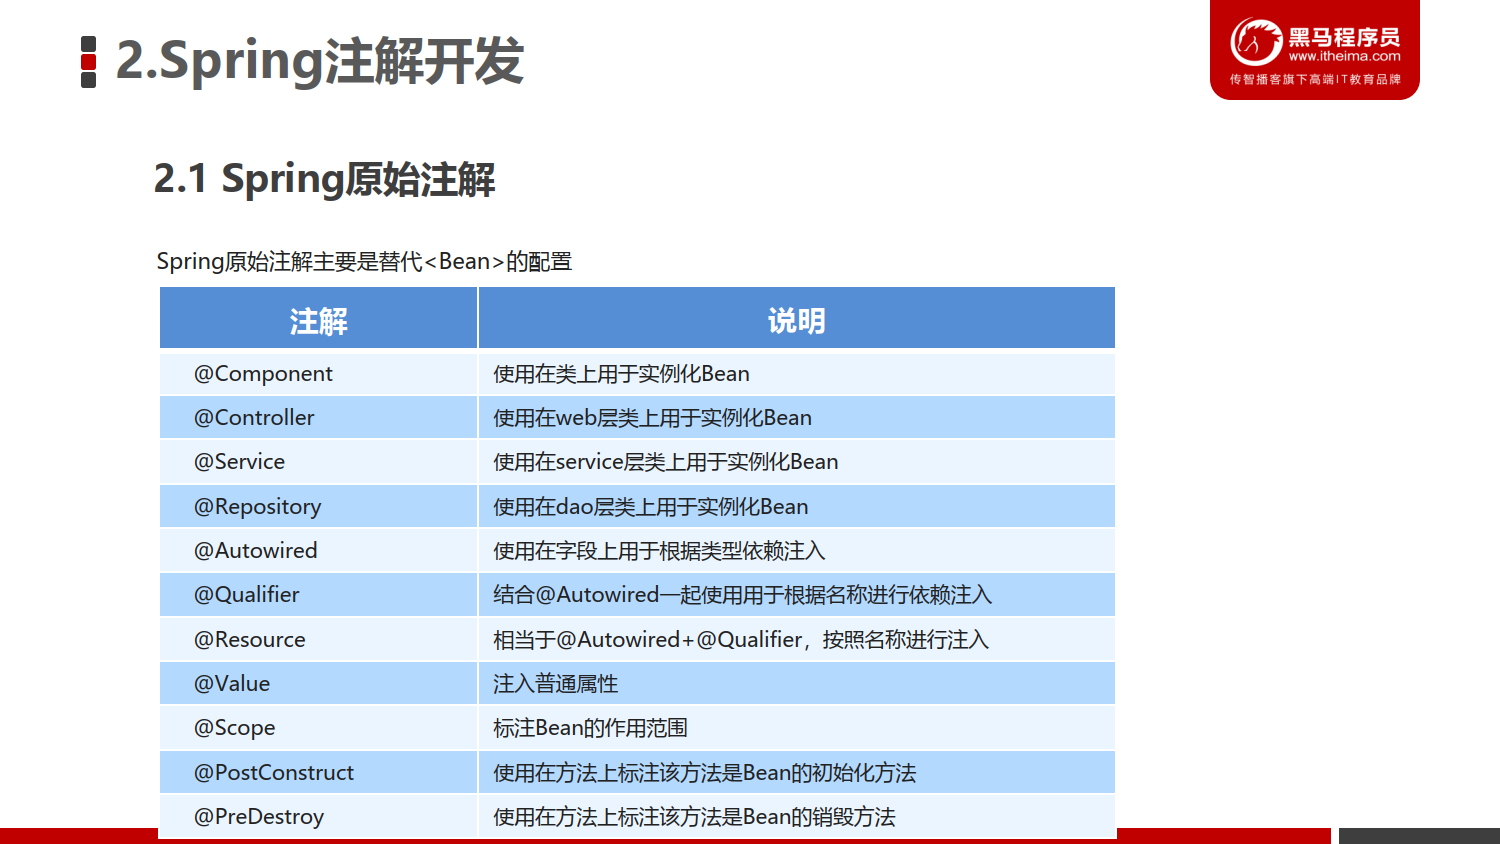 2.Spring注解开发
黑马程序员
www.itheima.com
传智播客旗下高端IT教育品牌
2.1 Spring原始注解
Spring原始注解主要是替代<Bean>的配置
注解 说明
@Component 使用在类上用于实例化Bean
@Controller 使用在web层类上用于实例化Bean
@Service 使用在service层类上用于实例化Bean
@Repository 使用在dao层类上用于实例化Bean
@Autowired 使用在字段上用于根据类型依赖注入
@Qualifier 结合@Autowired一起使用用于根据名称进行依赖注入
@Resource 相当于@Autowired+@Qualifier，按照名称进行注入
@Value 注入普通属性
@Scope 标注Bean的作用范围
@PostConstruct 使用在方法上标注该方法是Bean的初始化方法
@PreDestroy 使用在方法上标注该方法是Bean的销毁方法